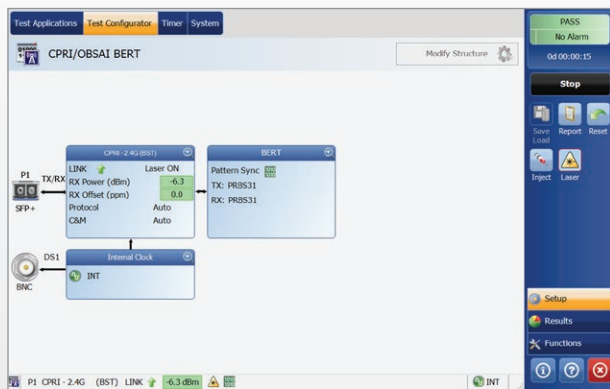 Test Applications Test Configurator Timer System
CPRI/OBSAI BERT
Modify Structure
CPRI - 2.4G (BST)
LINK Laser ON
RX Power (dBm) -6.3
RX Offset (ppm) 0.0
Protocol Auto
C&M Auto
BERT
Pattern Sync
TX: PRBS31
RX: PRBS31
P1 TX/RX
SFP+
DS1
BNC
Internal Clock
INT
P1 CPRI - 2.4G (BST) LINK -6.3 dBm
INT
PASS
No Alarm
0d 00:00:15
Stop
Save Load Report Reset
Inject Laser
Setup
Results
Functions